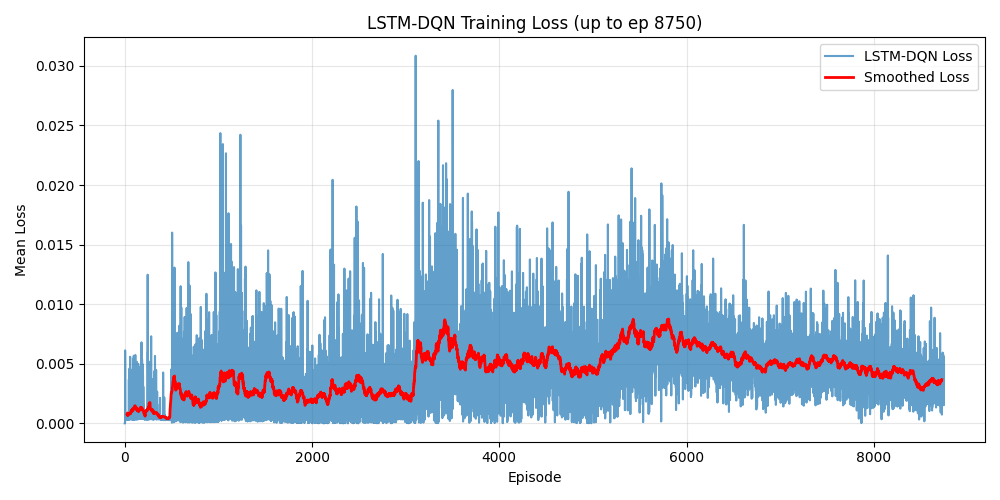 LSTM-DQN Training Loss (up to ep 8750)
Mean Loss
0.030
0.025
0.020
0.015
0.010
0.005
0.000
LSTM-DQN Loss
Smoothed Loss
0
2000
4000
6000
8000
Episode